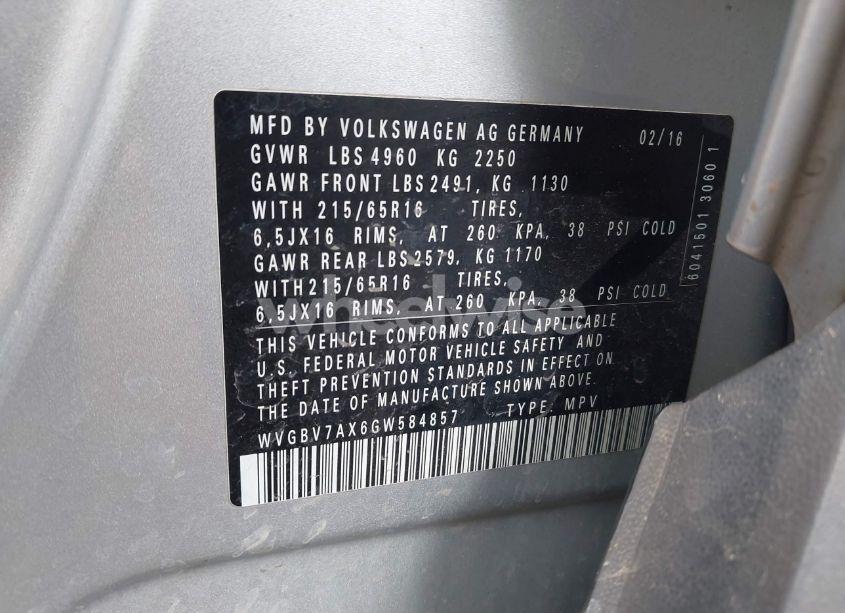 MFD BY VOLKSWAGEN AG GERMANY 02/16
GVWR LBS 4960 KG 2250
GAWR FRONT LBS 2491, KG 1130
WITH 215/65R16 TIRES,
6,5JX16 RIMS, AT 260 KPA, 38 PSI COLD
GAWR REAR LBS 2579, KG 1170
WITH 215/65R16 TIRES,
6,5JX16 RIMS, AT 260 KPA, 38 PSI COLD
THIS VEHICLE CONFORMS TO ALL APPLICABLE
U.S. FEDERAL MOTOR VEHICLE SAFETY AND
THEFT PREVENTION STANDARDS IN EFFECT ON
THE DATE OF MANUFACTURE SHOWN ABOVE.
WVGBV7AX6GW584857 TYPE: MPV
6041501 3060 1
wheelwise